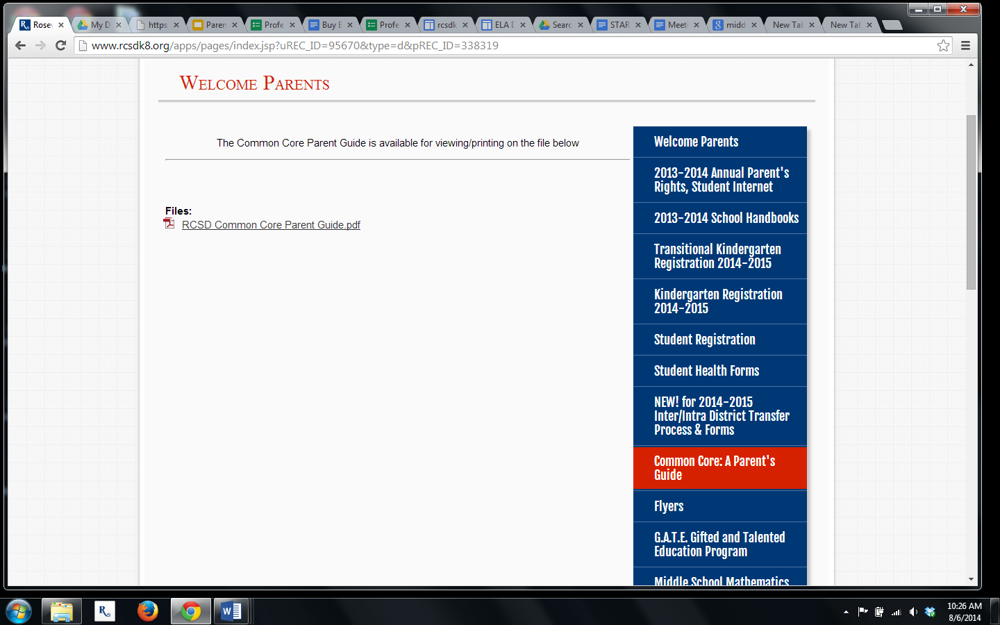 Rosev
My D
https
Paren
Profe
Buy E
Profe
rcsdk
ELA D
Searc
STAR
Meeti
midd
New Tab
New Tab
www.rcsdk8.org/apps/pages/index.jsp?uREC_ID=95670&type=d&pREC_ID=338319
Welcome Parents
The Common Core Parent Guide is available for viewing/printing on the file below
Files:
RCSD Common Core Parent Guide.pdf
Welcome Parents
2013-2014 Annual Parent's
Rights, Student Internet
2013-2014 School Handbooks
Transitional Kindergarten
Registration 2014-2015
Kindergarten Registration
2014-2015
Student Registration
Student Health Forms
NEW! for 2014-2015
Inter/Intra District Transfer
Process & Forms
Common Core: A Parent's
Guide
Flyers
G.A.T.E. Gifted and Talented
Education Program
Middle School Mathematics
10:26 AM
8/6/2014